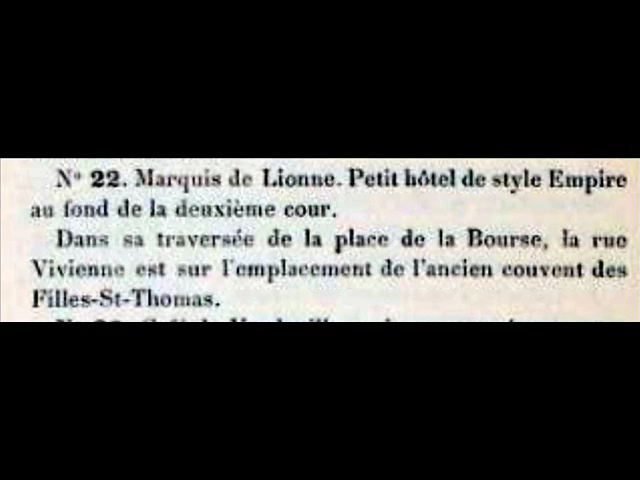 N° 22. Marquis de Lionne. Petit hôtel de style Empire
au fond de la deuxième cour.
Dans sa traversée de la place de la Bourse, la rue
Vivienne est sur l'emplacement de l'ancien couvent des
Filles-St-Thomas.